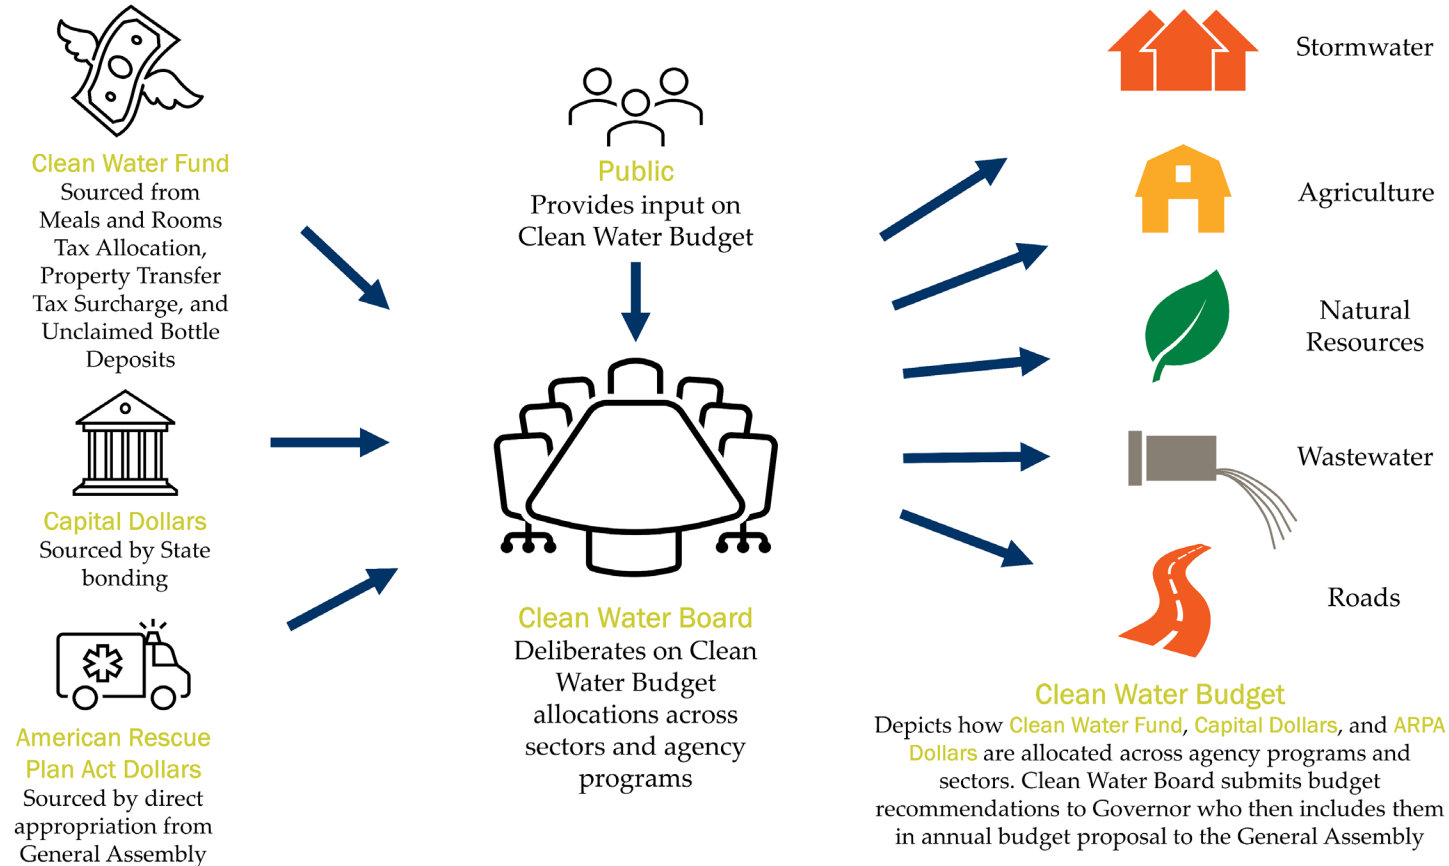 Clean Water Fund
Sourced from
Meals and Rooms
Tax Allocation,
Property Transfer
Tax Surcharge, and
Unclaimed Bottle
Deposits
Capital Dollars
Sourced by State
bonding
American Rescue
Plan Act Dollars
Sourced by direct
appropriation from
General Assembly
Public
Provides input on
Clean Water Budget
Clean Water Board
Deliberates on Clean
Water Budget
allocations across
sectors and agency
programs
Stormwater
Agriculture
Natural
Resources
Wastewater
Roads
Clean Water Budget
Depicts how Clean Water Fund, Capital Dollars, and ARPA
Dollars are allocated across agency programs and
sectors. Clean Water Board submits budget
recommendations to Governor who then includes them
in annual budget proposal to the General Assembly